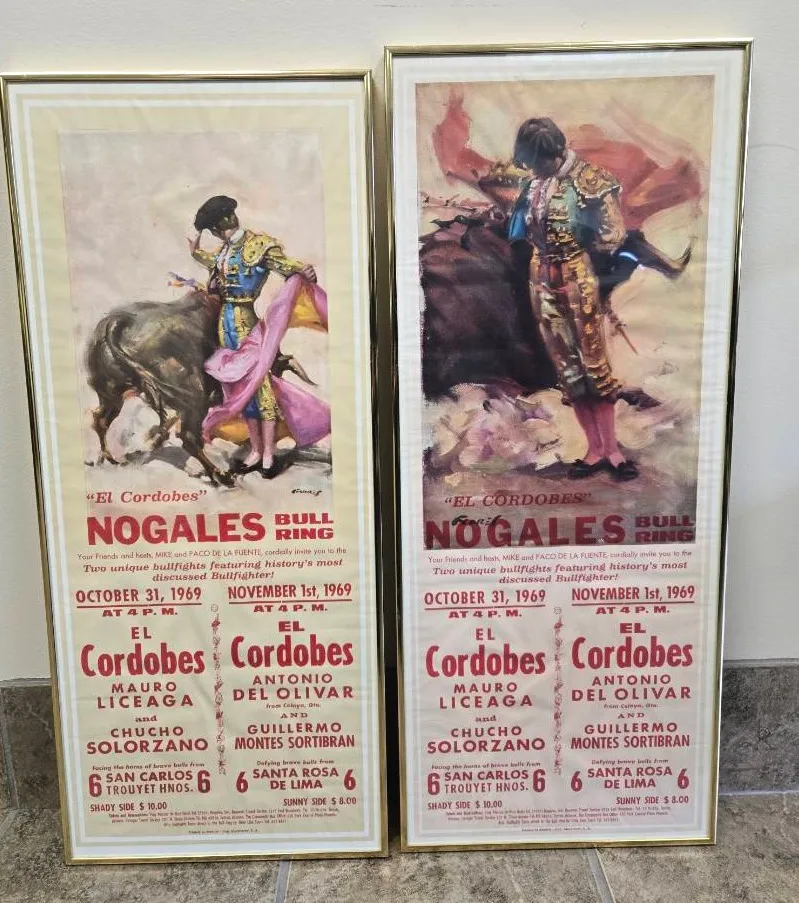 "El Cordobes"
NOGALES BULL RING
Your Friends and hosts, MIKE and PACO DE LA FUENTE, cordially invite you to the
Two unique bullfights featuring history's most
discussed Bullfighter!
OCTOBER 31, 1969
AT 4 P. M.
EL
Cordobes
MAURO
LICEAGA
and
CHUCHO
SOLORZANO
Facing the horns of brave bulls from
6 SAN CARLOS 6
TROUYET HNOS.
SHADY SIDE $ 10.00
NOVEMBER 1st, 1969
AT 4 P. M.
EL
Cordobes
ANTONIO
DEL OLIVAR
from Celaya, Gto.
AND
GUILLERMO
MONTES SORTIBRAN
Defying brave bulls from
6 SANTA ROSA 6
DE LIMA
SUNNY SIDE $ 8.00
"EL CORDOBES"
NOGALES BULL RING
Your Friends and hosts, MIKE and PACO DE LA FUENTE, cordially invite you to the
Two unique bullfights featuring history's most
discussed Bullfighter!
OCTOBER 31, 1969
AT 4 P. M.
EL
Cordobes
MAURO
LICEAGA
and
CHUCHO
SOLORZANO
Facing the horns of brave bulls from
6 SAN CARLOS 6
TROUYET HNOS.
SHADY SIDE $ 10.00
NOVEMBER 1st, 1969
AT 4 P. M.
EL
Cordobes
ANTONIO
DEL OLIVAR
from Celaya, Gto.
AND
GUILLERMO
MONTES SORTIBRAN
Defying brave bulls from
6 SANTA ROSA 6
DE LIMA
SUNNY SIDE $ 8.00